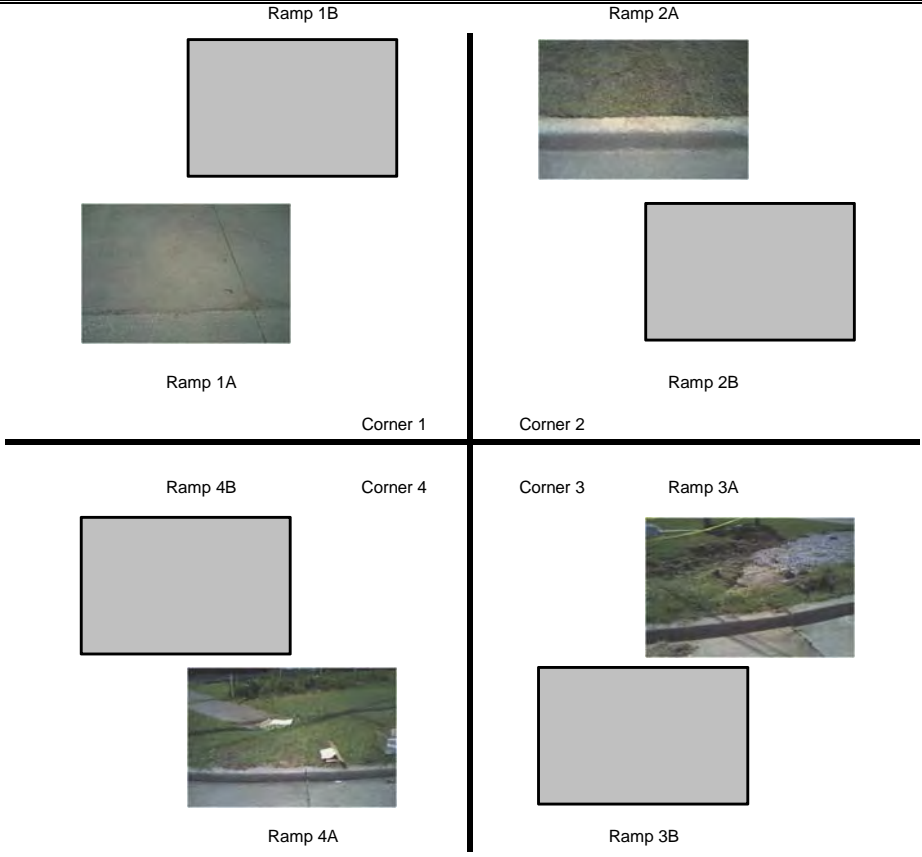 Ramp 1B
Ramp 2A
Ramp 1A
Ramp 2B
Corner 1
Corner 2
Ramp 4B
Corner 4
Corner 3
Ramp 3A
Ramp 4A
Ramp 3B